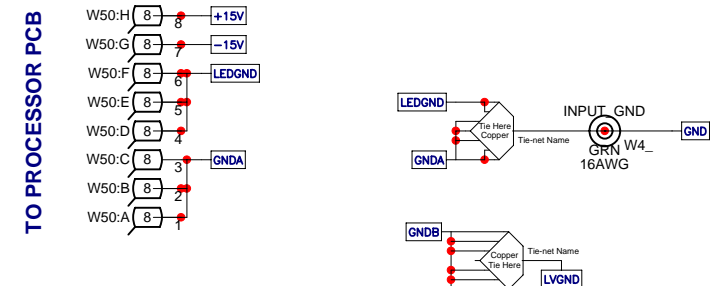 TO PROCESSOR PCB
W50:H 8 8 +15V
W50:G 8 7 −15V
W50:F 8 6 LEDGND
W50:E 8 5
W50:D 8 4
W50:C 8 3 GNDA
W50:B 8 2
W50:A 8 1
LEDGND
GNDA
Tie Here
Copper
Tie-net Name
INPUT_GND
GRN
16AWG
W4_
GND
GNDB
Copper
Tie Here
Tie-net Name
LVGND